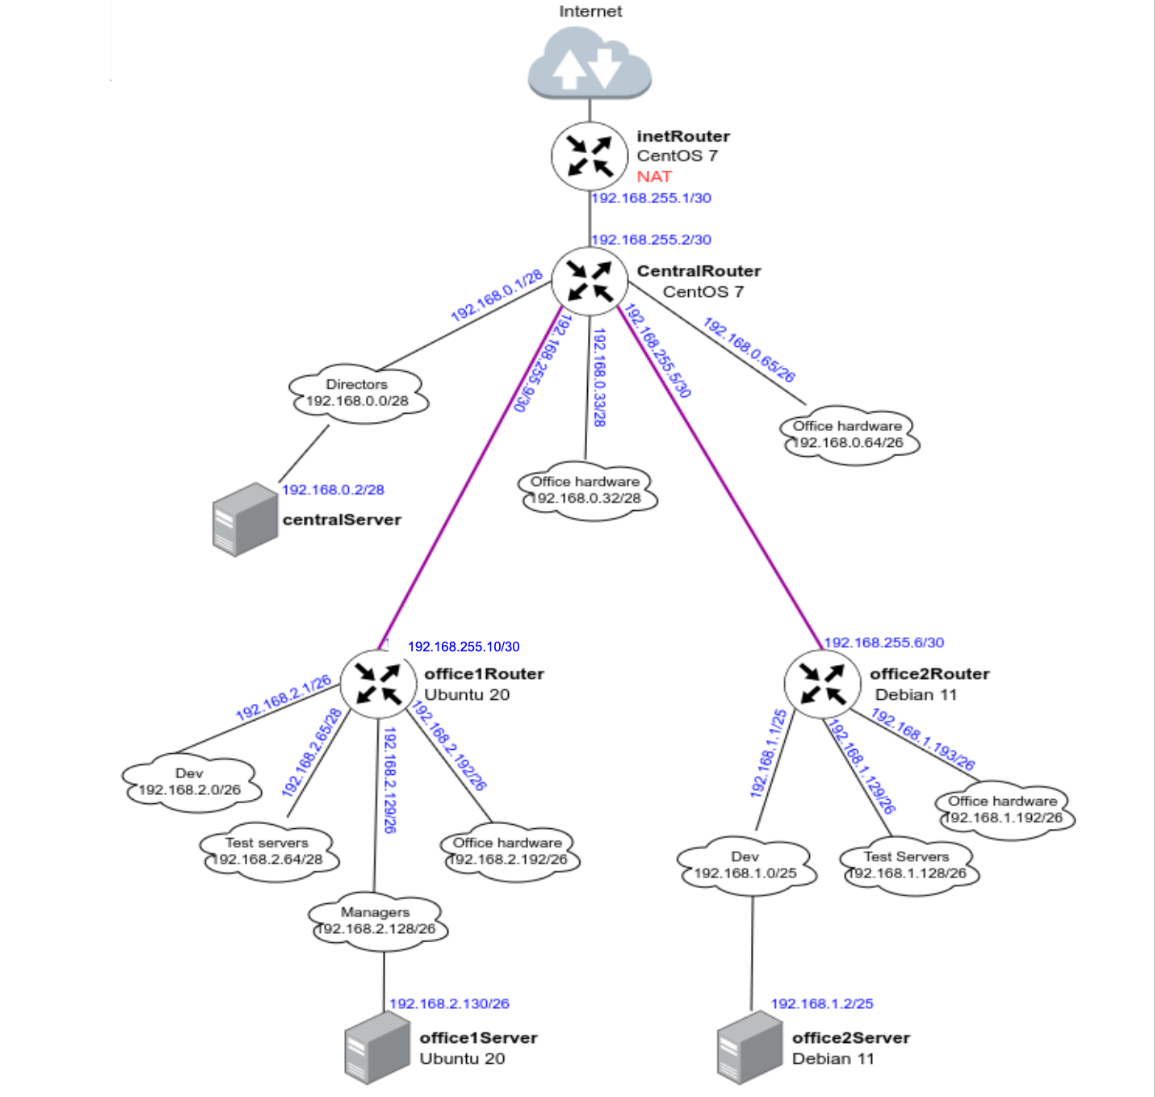 Internet
inetRouter
CentOS 7
NAT
192.168.255.1/30
192.168.255.2/30
CentralRouter
CentOS 7
192.168.0.1/28
192.168.255.9/30
192.168.0.33/28
192.168.255.5/30
192.168.0.65/26
Directors
192.168.0.0/28
Office hardware
192.168.0.64/26
Office hardware
192.168.0.32/28
192.168.0.2/28
centralServer
192.168.255.10/30
office1Router
Ubuntu 20
192.168.255.6/30
office2Router
Debian 11
192.168.2.1/26
192.168.2.65/28
192.168.2.129/26
192.168.2.192/26
192.168.1.1/25
192.168.1.129/26
192.168.1.193/26
Dev
192.168.2.0/26
Test servers
192.168.2.64/28
Office hardware
192.168.2.192/26
Managers
192.168.2.128/26
Dev
192.168.1.0/25
Test Servers
192.168.1.128/26
Office hardware
192.168.1.192/26
192.168.2.130/26
office1Server
Ubuntu 20
192.168.1.2/25
office2Server
Debian 11